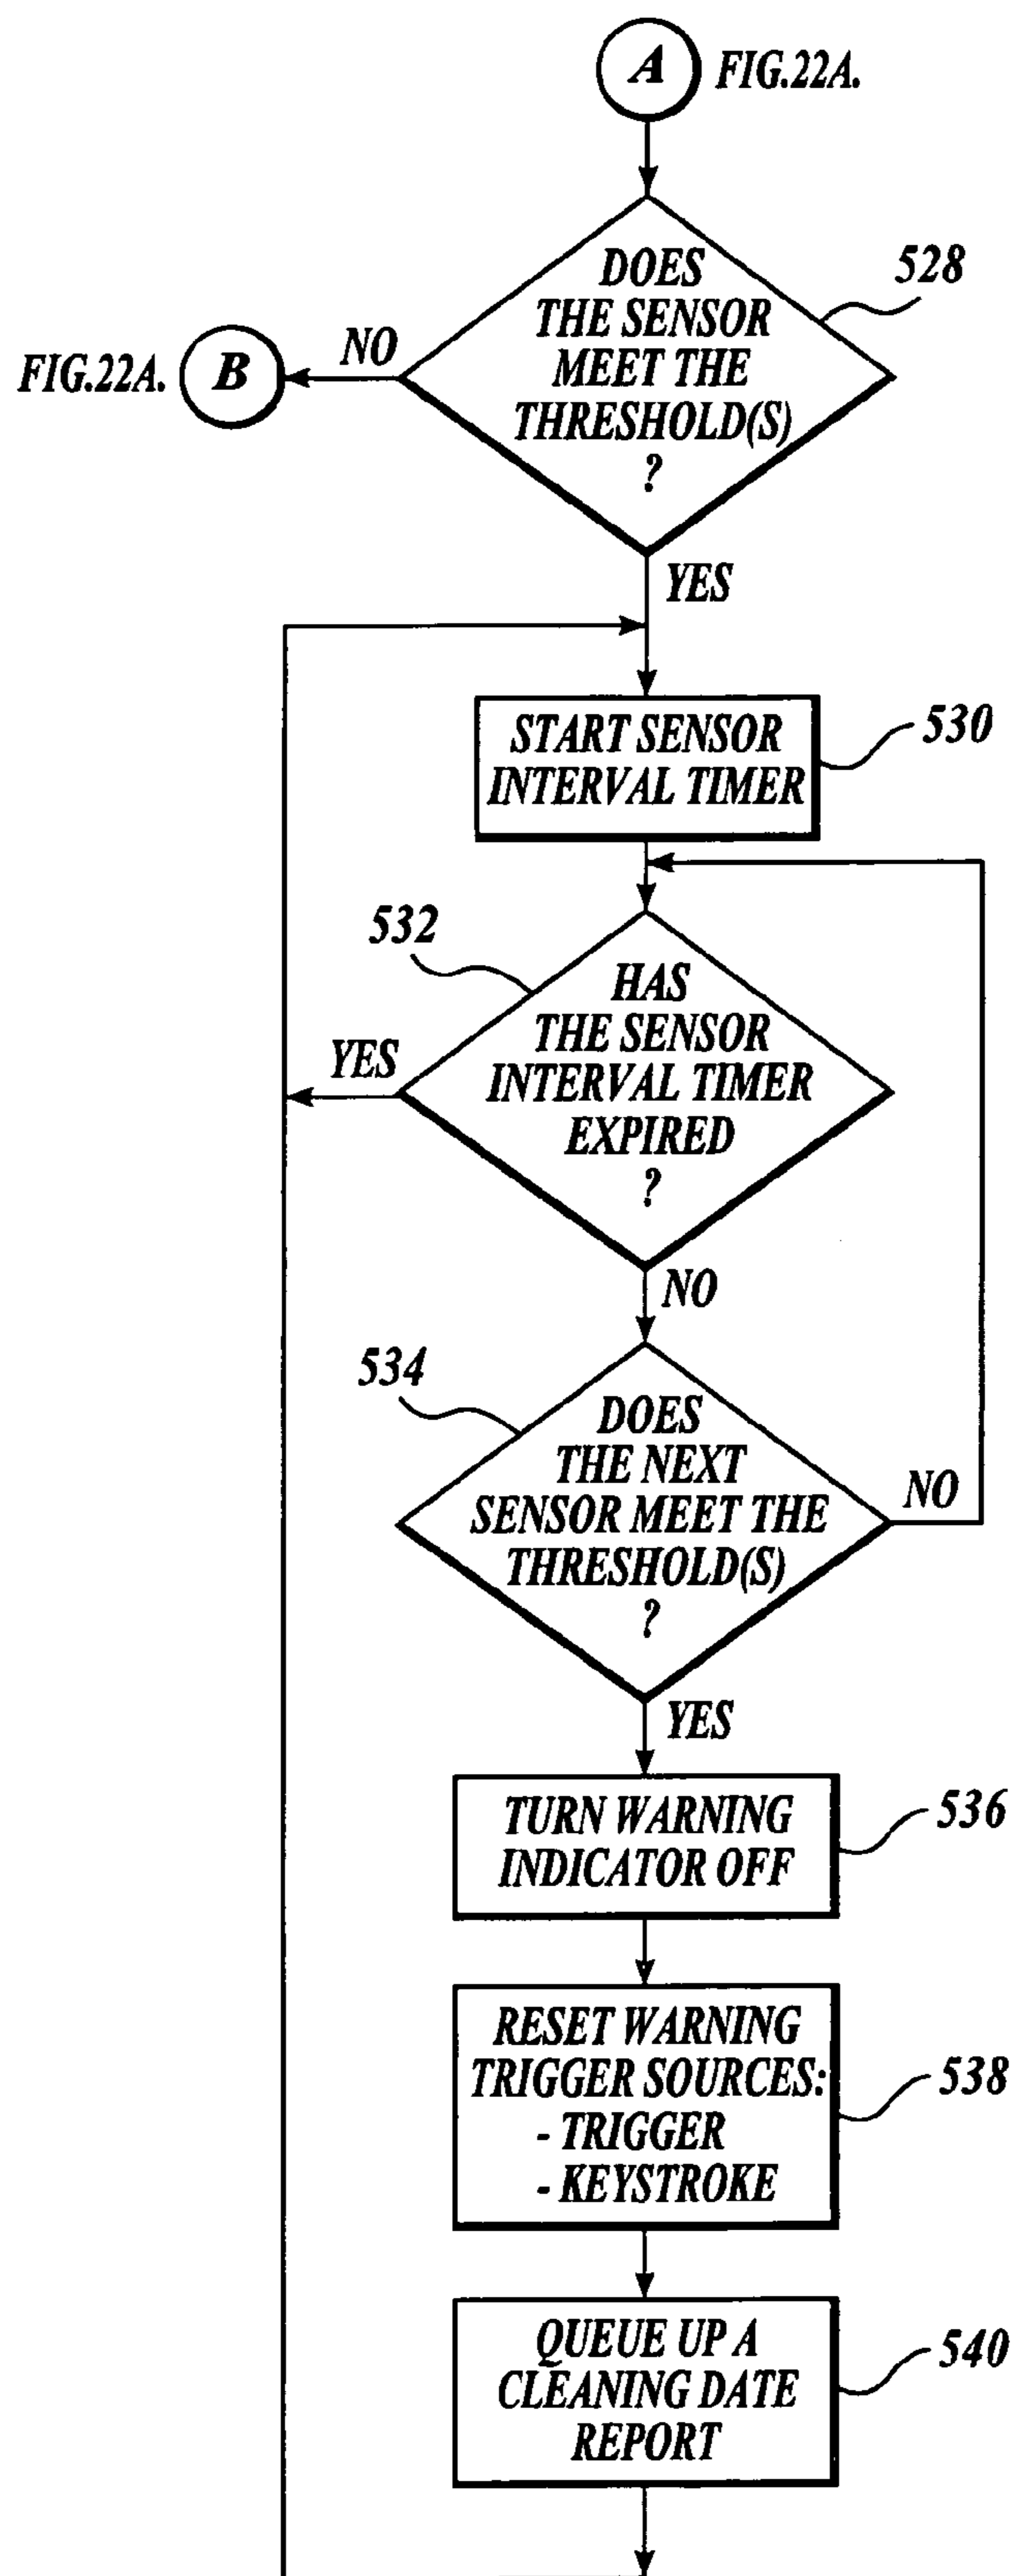 A FIG.22A.
DOES
THE SENSOR
MEET THE
THRESHOLD(S)
?
528
NO
FIG.22A. B
YES
START SENSOR
INTERVAL TIMER
530
532
HAS
THE SENSOR
INTERVAL TIMER
EXPIRED
?
YES
NO
534
DOES
THE NEXT
SENSOR MEET THE
THRESHOLD(S)
?
NO
YES
TURN WARNING
INDICATOR OFF
536
RESET WARNING
TRIGGER SOURCES:
- TRIGGER
- KEYSTROKE
538
QUEUE UP A
CLEANING DATE
REPORT
540